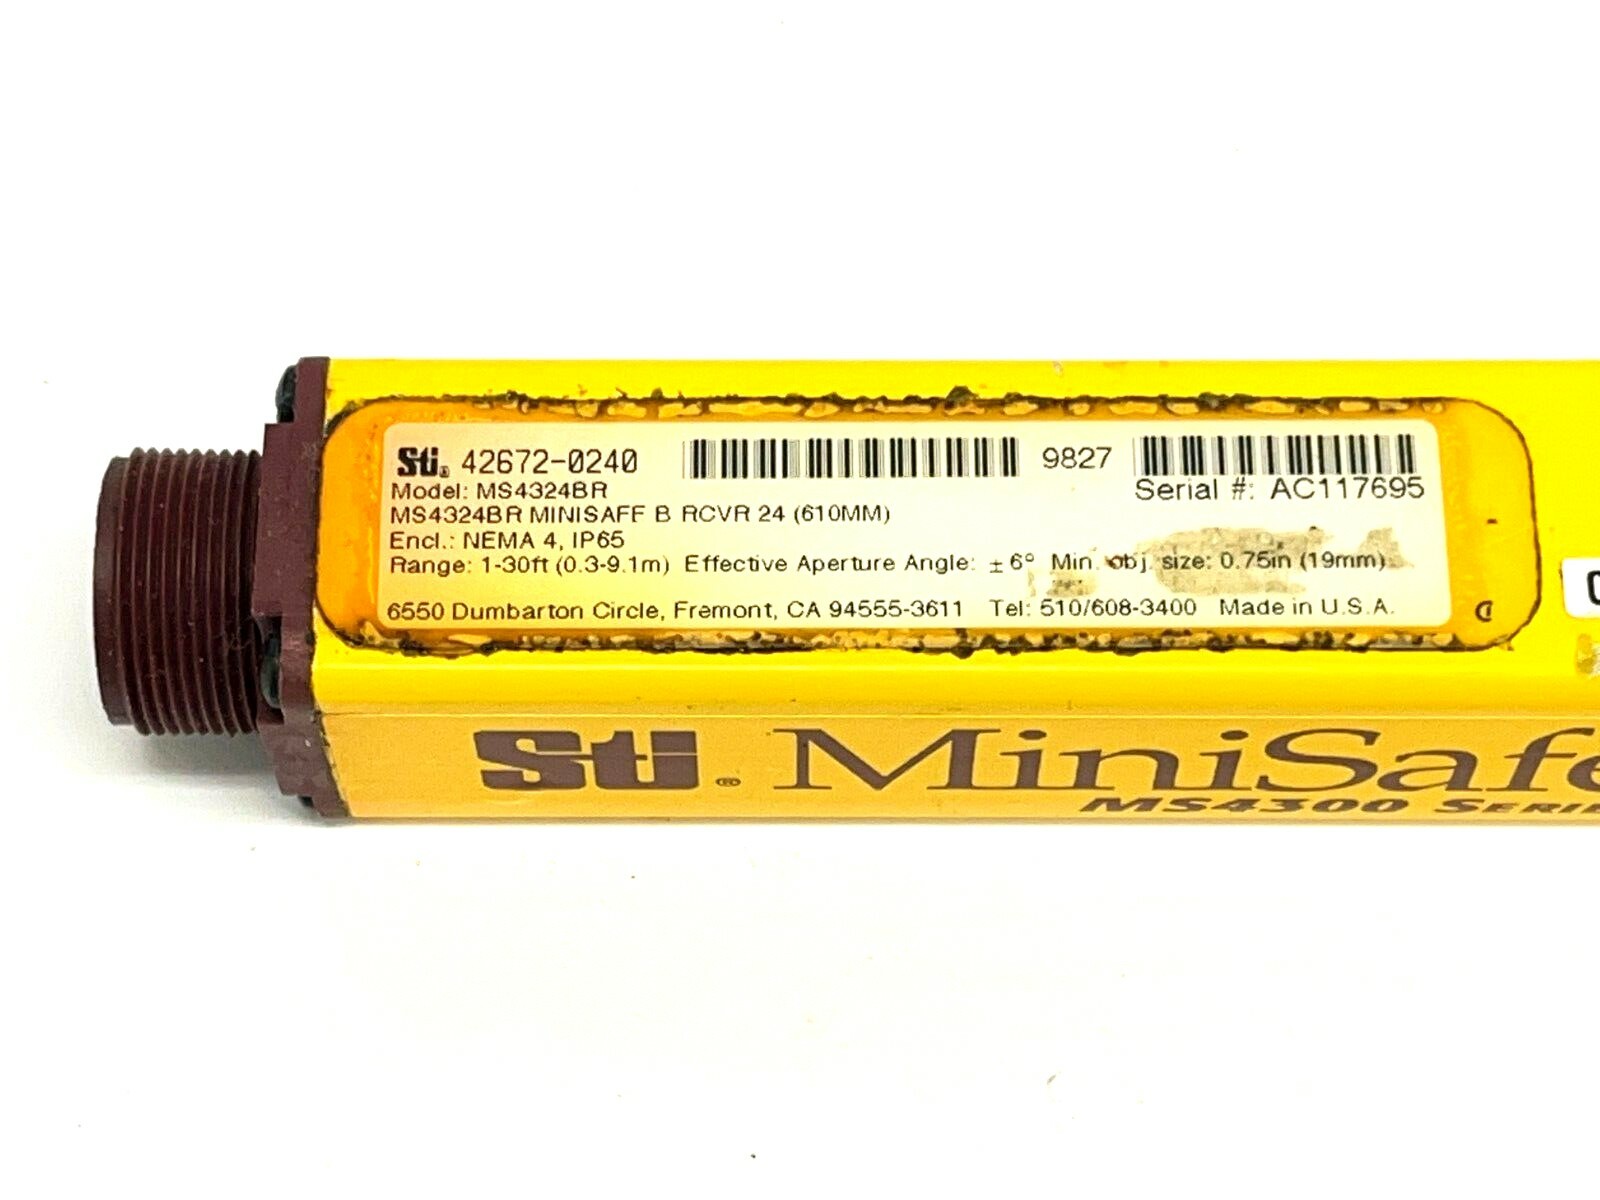 Sti® 42672-0240 9827
Model: MS4324BR Serial #: AC117695
MS4324BR MINISAFF B RCVR 24 (610MM)
Encl.: NEMA 4, IP65
Range: 1-30ft (0.3-9.1m) Effective Aperture Angle: ± 6° Min. obj. size: 0.75in (19mm)
6550 Dumbarton Circle, Fremont, CA 94555-3611 Tel: 510/608-3400 Made in U.S.A.
Sti® MiniSafe
MS4300 SERIE